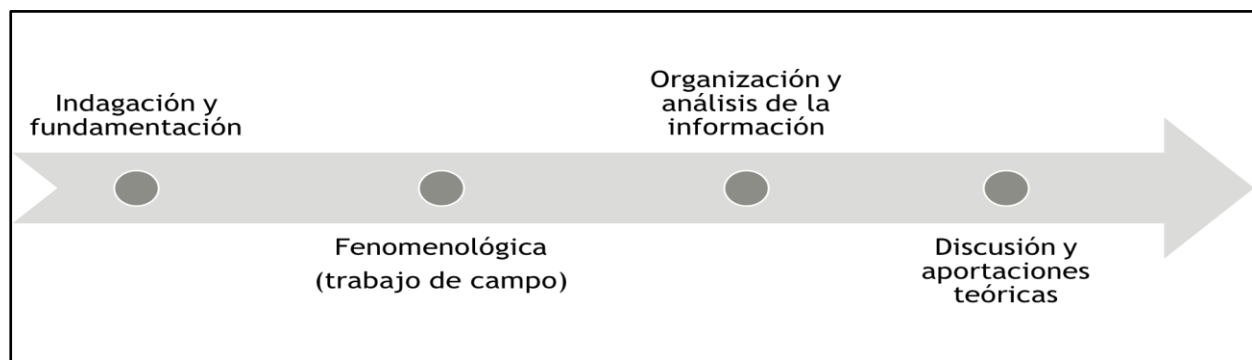 Indagación y
fundamentación
Fenomenológica
(trabajo de campo)
Organización y
análisis de la
información
Discusión y
aportaciones
teóricas